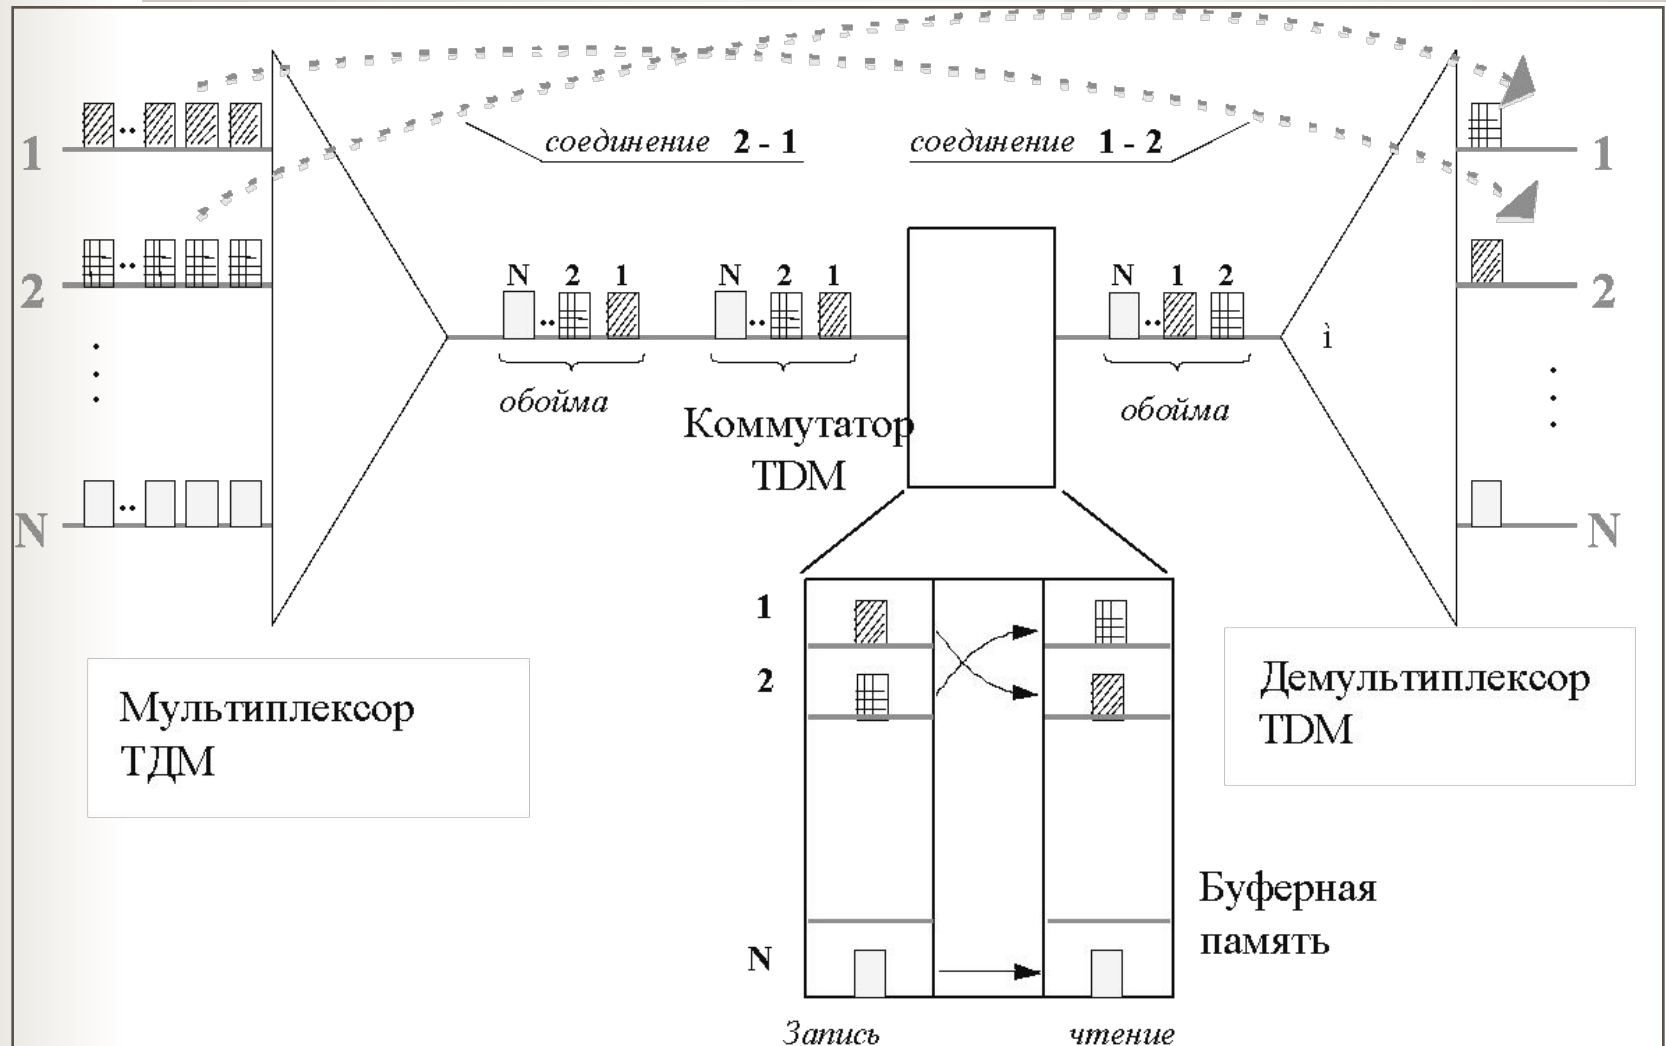 1
2
N
соединение 2 - 1
соединение 1 - 2
1
2
N
N 2 1
N 2 1
N 1 2
ì
обойма
обойма
Коммутатор
TDM
1
2
N
Мультиплексор
ТДМ
Демультиплексор
TDM
Буферная
память
Запись
чтение